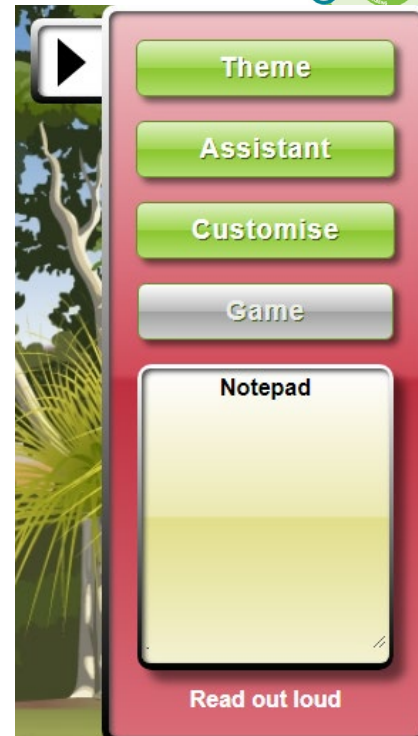 Theme
Assistant
Customise
Game
Notepad
.
Read out loud